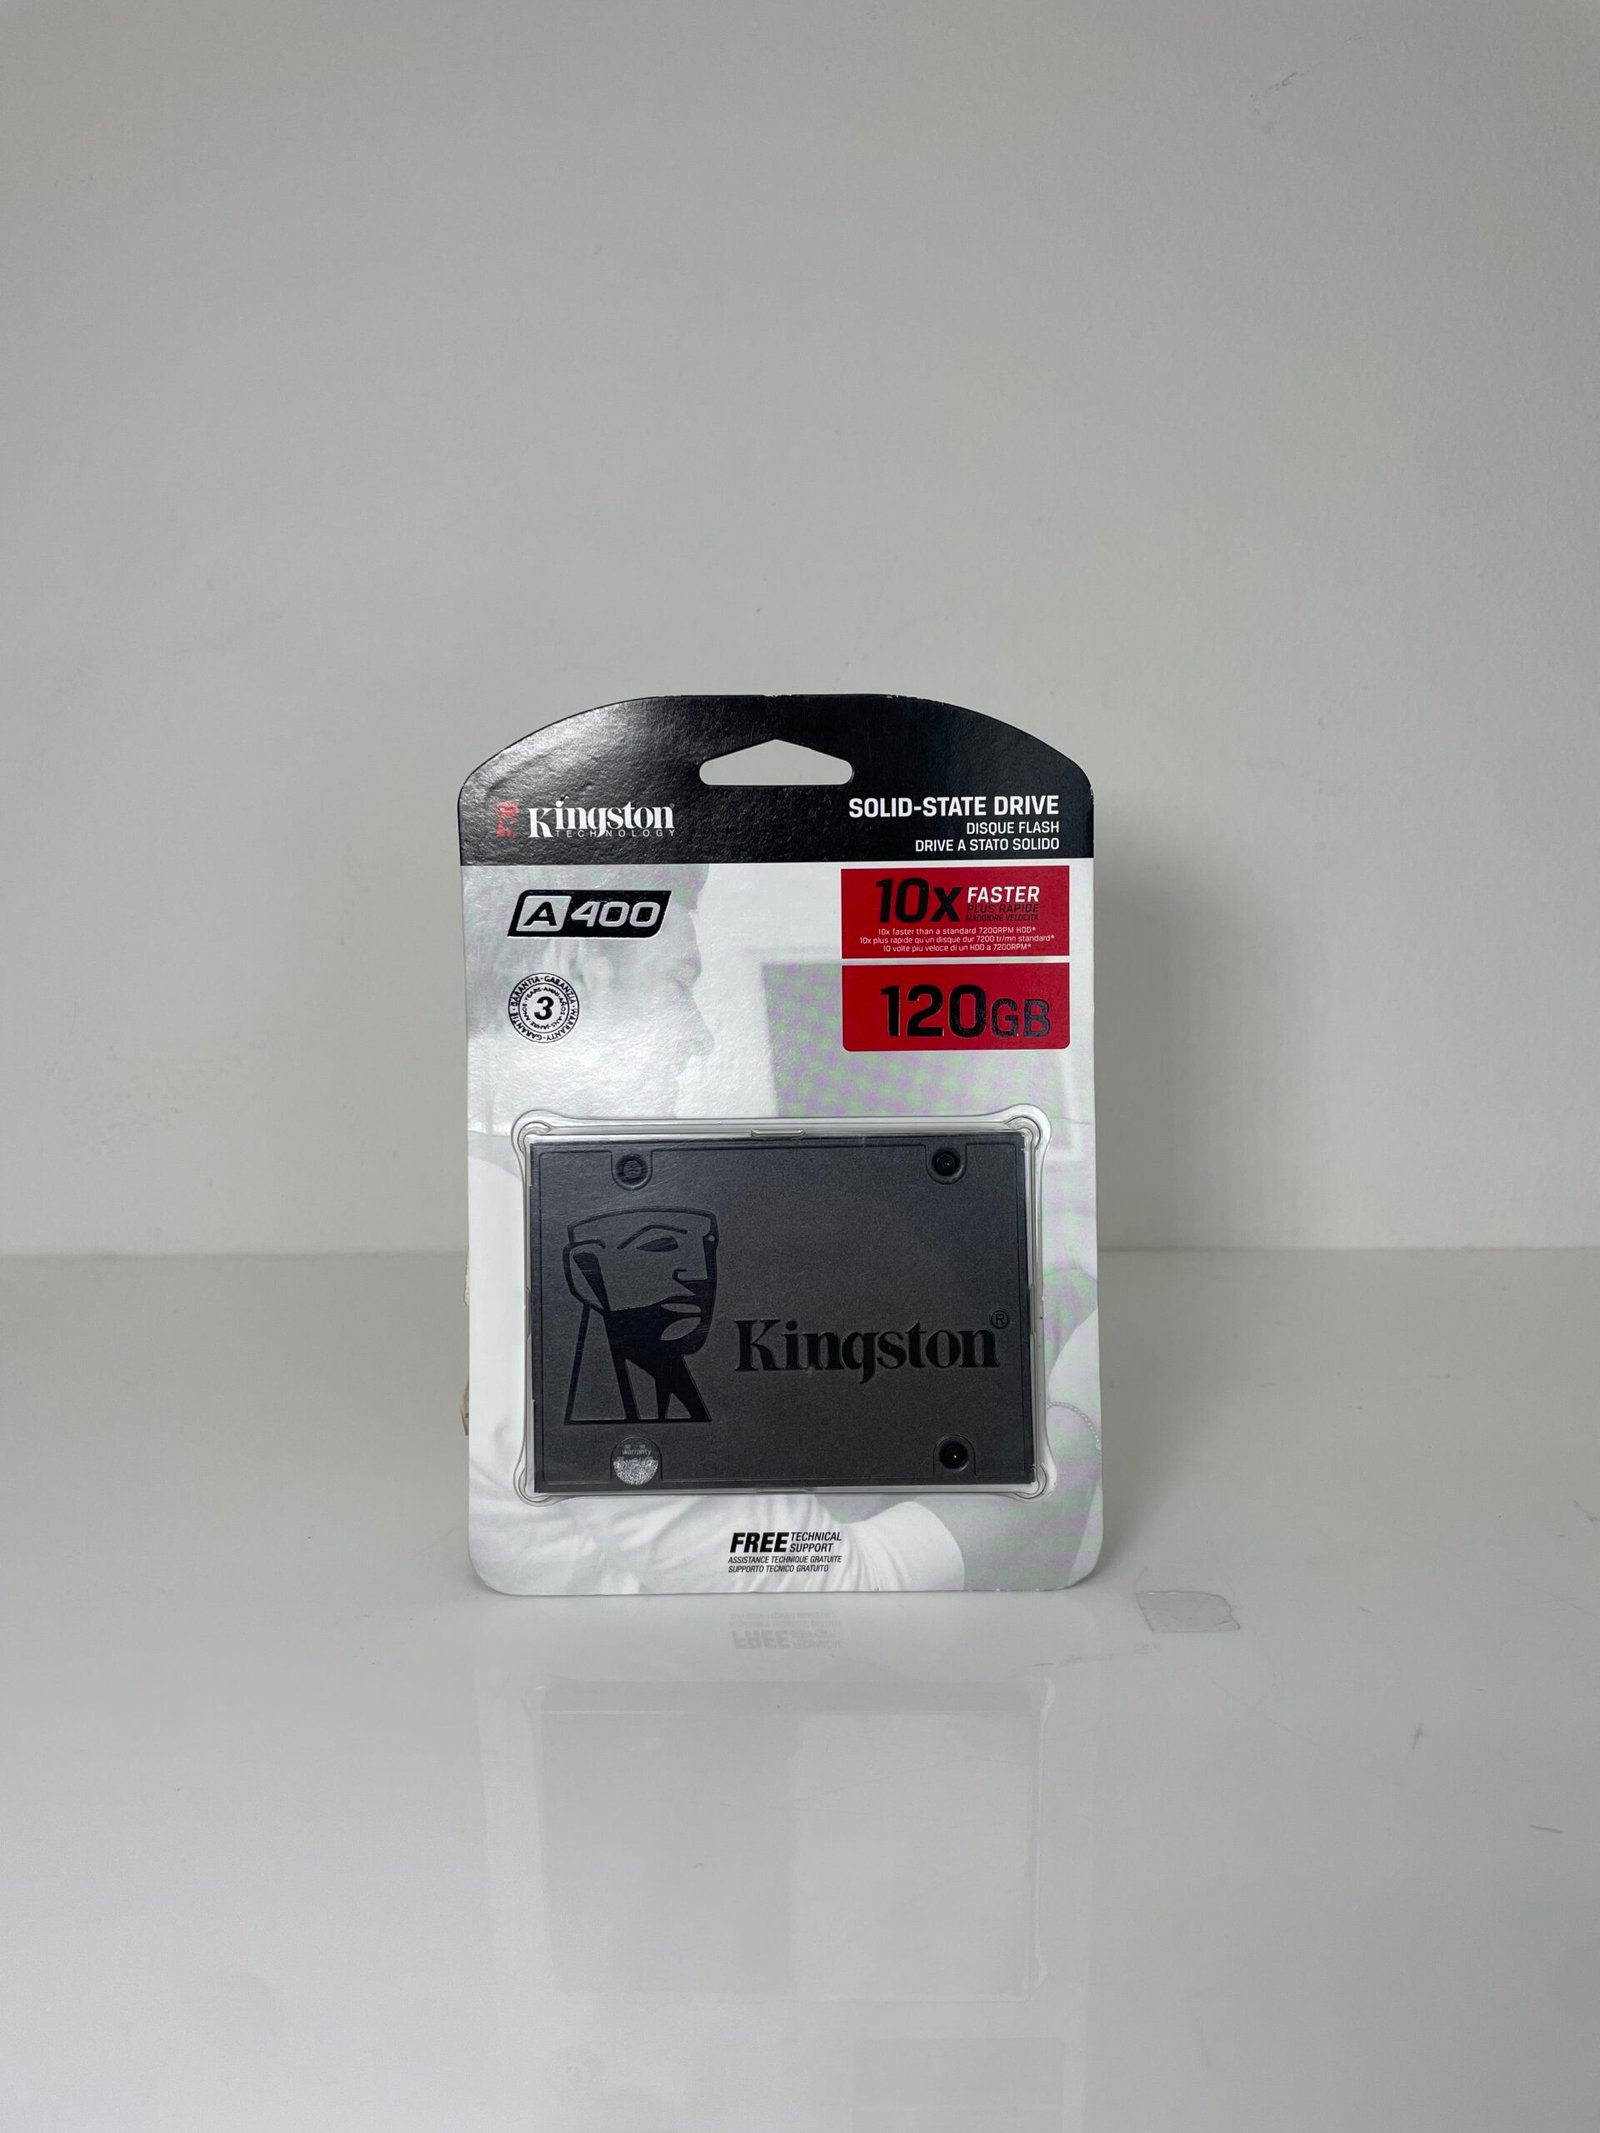 Kingston
TECHNOLOGY
SOLID-STATE DRIVE
DISQUE FLASH
DRIVE A STATO SOLIDO
A400
10x FASTER
PLUS RAPIDE
MAGGIORE VELOCITÀ
10x faster than a standard 7200RPM HDD*
10x plus rapide qu'un disque dur 7200 tr/mn standard*
10 volte più veloce di un HDD a 7200RPM*
3
120GB
Kingston®
warranty
FREE TECHNICAL
SUPPORT
ASSISTANCE TECHNIQUE GRATUITE
SUPPORTO TECNICO GRATUITO